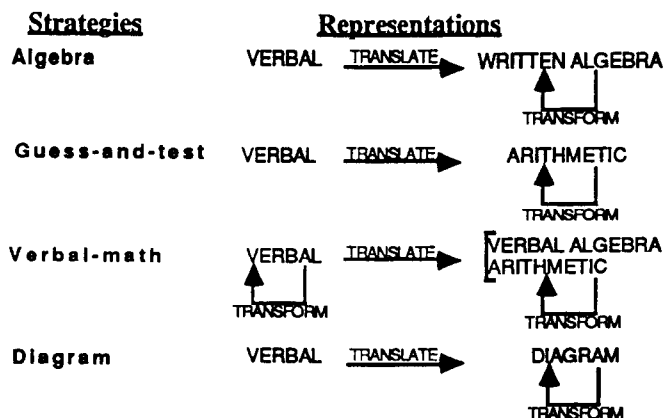 Strategies Representations
Algebra VERBAL TRANSLATE WRITTEN ALGEBRA
TRANSFORM
Guess-and-test VERBAL TRANSLATE ARITHMETIC
TRANSFORM
Verbal-math VERBAL TRANSLATE [VERBAL ALGEBRA
ARITHMETIC
TRANSFORM TRANSFORM
Diagram VERBAL TRANSLATE DIAGRAM
TRANSFORM